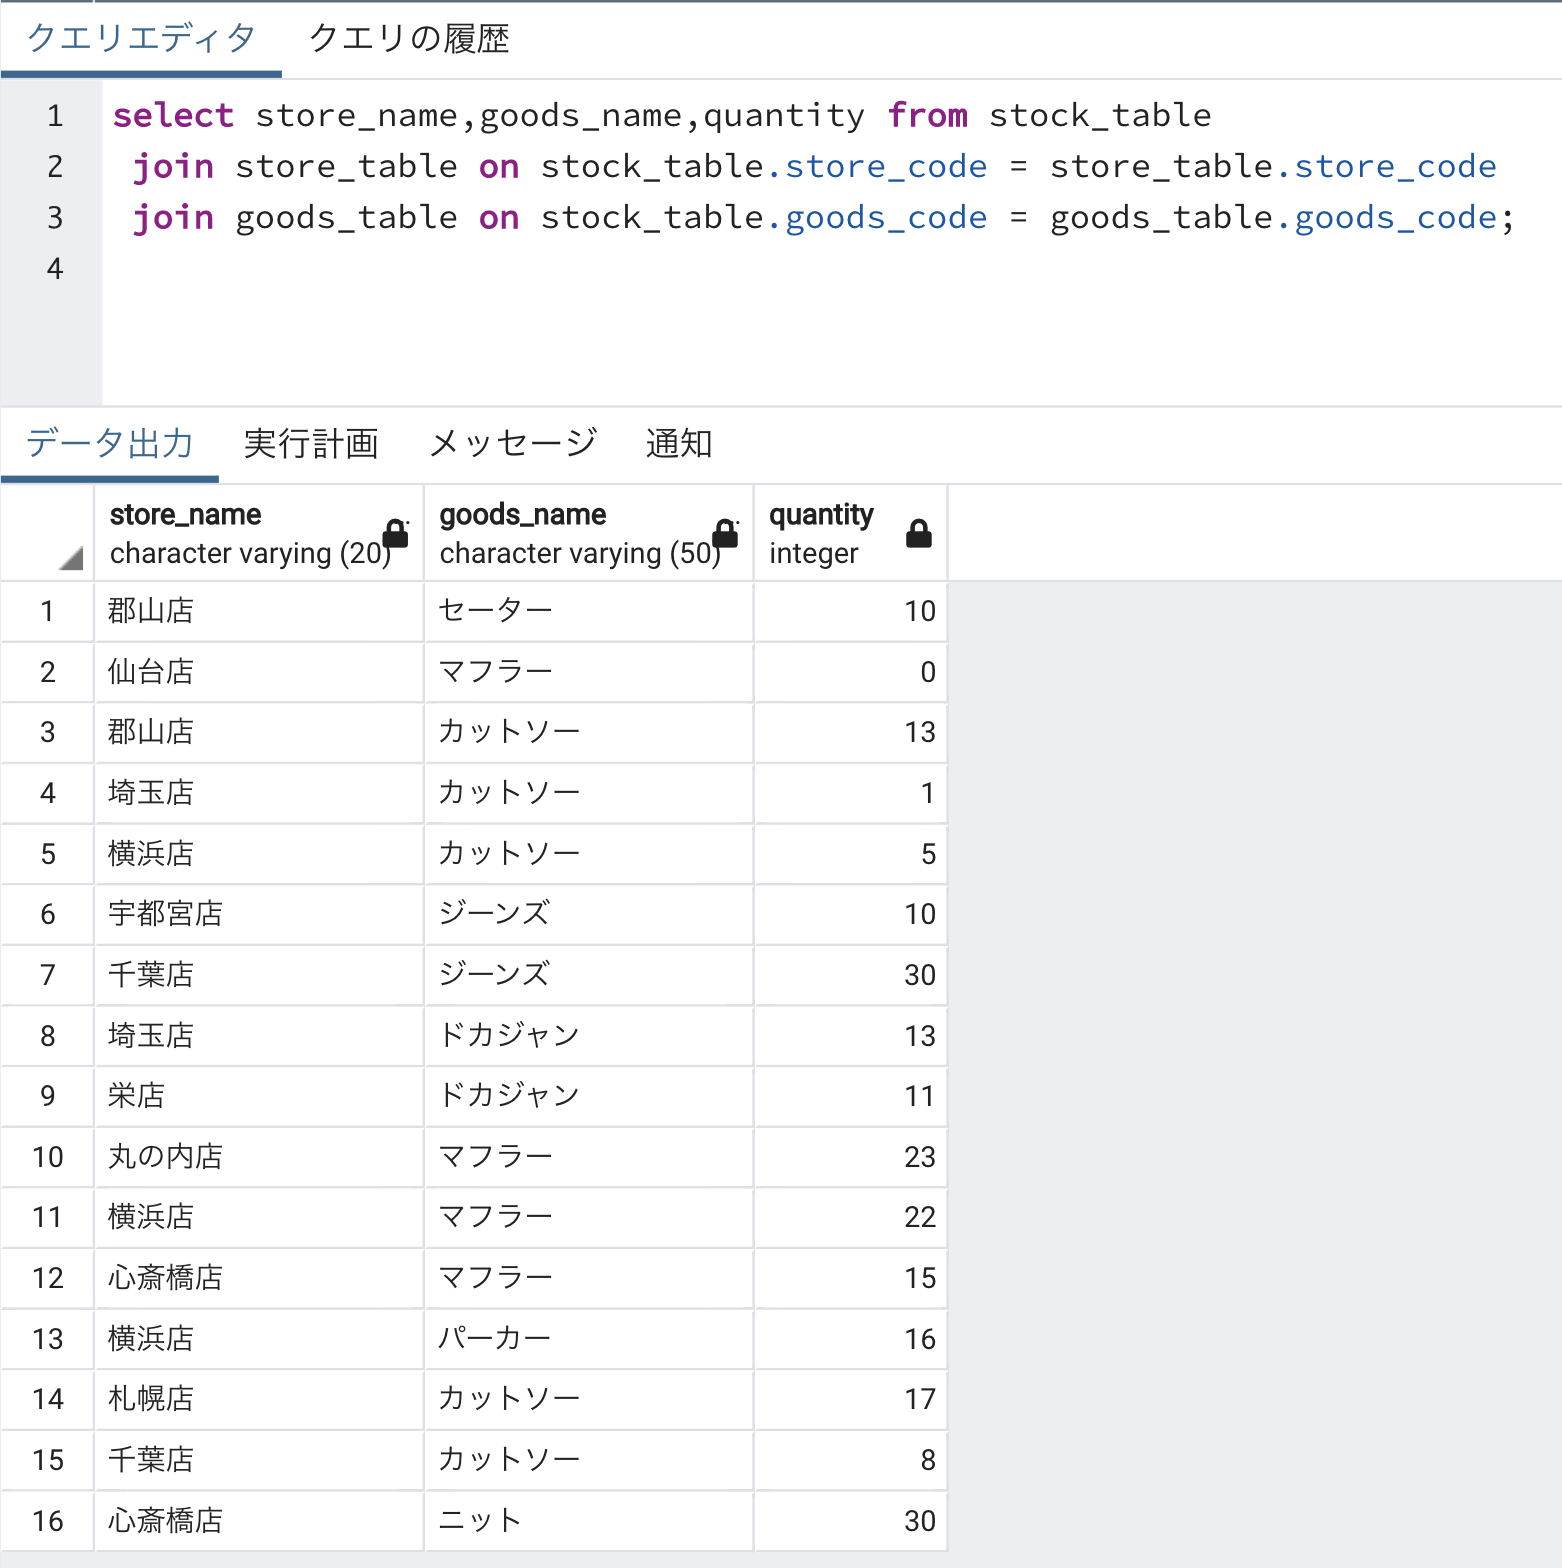 クエリエディタ クエリの履歴
1 select store_name,goods_name,quantity from stock_table
2 join store_table on stock_table.store_code = store_table.store_code
3 join goods_table on stock_table.goods_code = goods_table.goods_code;
4
データ出力 実行計画 メッセージ 通知
store_name goods_name quantity
character varying (20) character varying (50) integer
1 郡山店 セーター 10
2 仙台店 マフラー 0
3 郡山店 カットソー 13
4 埼玉店 カットソー 1
5 横浜店 カットソー 5
6 宇都宮店 ジーンズ 10
7 千葉店 ジーンズ 30
8 埼玉店 ドカジャン 13
9 栄店 ドカジャン 11
10 丸の内店 マフラー 23
11 横浜店 マフラー 22
12 心斎橋店 マフラー 15
13 横浜店 パーカー 16
14 札幌店 カットソー 17
15 千葉店 カットソー 8
16 心斎橋店 ニット 30